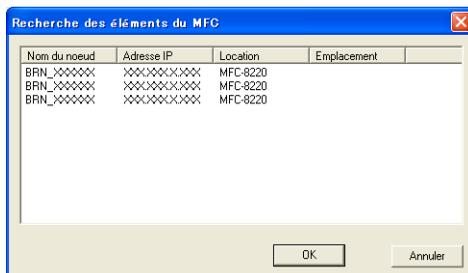 Recherche des éléments du MFC
Nom du noeud Adresse IP Location Emplacement
BRN_XXXXXX XXX.XXX.X.XXX MFC-8220
BRN_XXXXXX XXX.XXX.X.XXX MFC-8220
BRN_XXXXXX XXX.XXX.X.XXX MFC-8220
OK Annuler